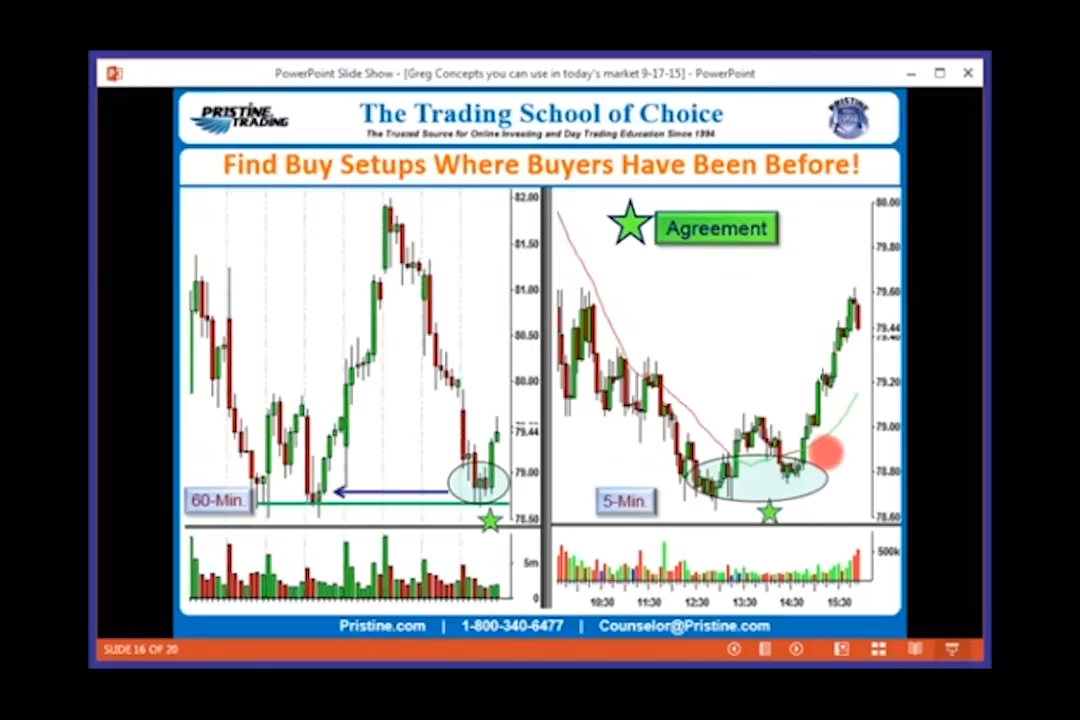 PowerPoint Slide Show - [Greg Concepts you can use in today's market 9-17-15] - PowerPoint
PRISTINE
TRADING
The Trading School of Choice
The Trusted Source for Online Investing and Day Trading Education Since 1994
PRISTINE
Find Buy Setups Where Buyers Have Been Before!
82.00
81.50
81.00
80.50
80.00
79.44
79.00
78.50
60-Min.
5m
0
Agreement
80.00
79.80
79.60
79.44
79.40
79.20
79.00
78.80
78.60
5-Min.
500k
10:30 11:30 12:30 13:30 14:30 15:30
Pristine.com | 1-800-340-6477 | Counselor@Pristine.com
SLIDE 16 OF 20